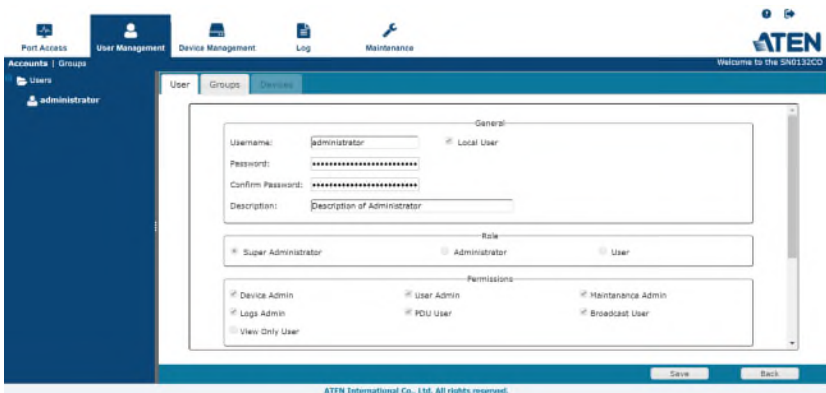 ATEN
Port Access User Management Device Management Log Maintenance
Accounts | Groups Welcome to the SN0132CO
Users
administrator
User Groups Devices
General
Username: administrator Local User
Password: ••••••••••••••••••••••••••
Confirm Password: ••••••••••••••••••••••••••
Description: Description of Administrator
Role
Super Administrator Administrator User
Permissions
Device Admin User Admin Maintenance Admin
Logs Admin PDU User Broadcast User
View Only User
Save Back
ATEN International Co., Ltd. All rights reserved.